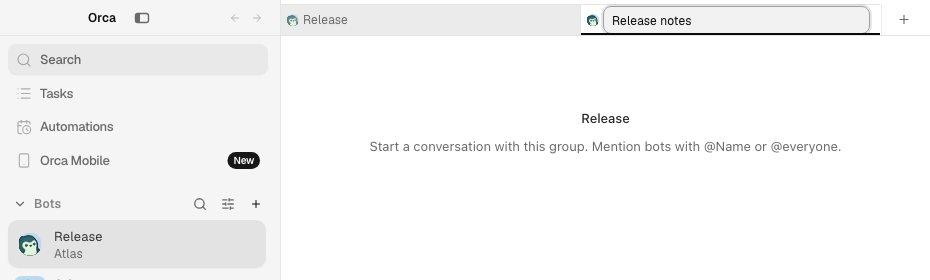 Orca
Release
Release notes
Search
Tasks
Automations
Orca Mobile
New
Bots
Release
Atlas
Release
Start a conversation with this group. Mention bots with @Name or @everyone.